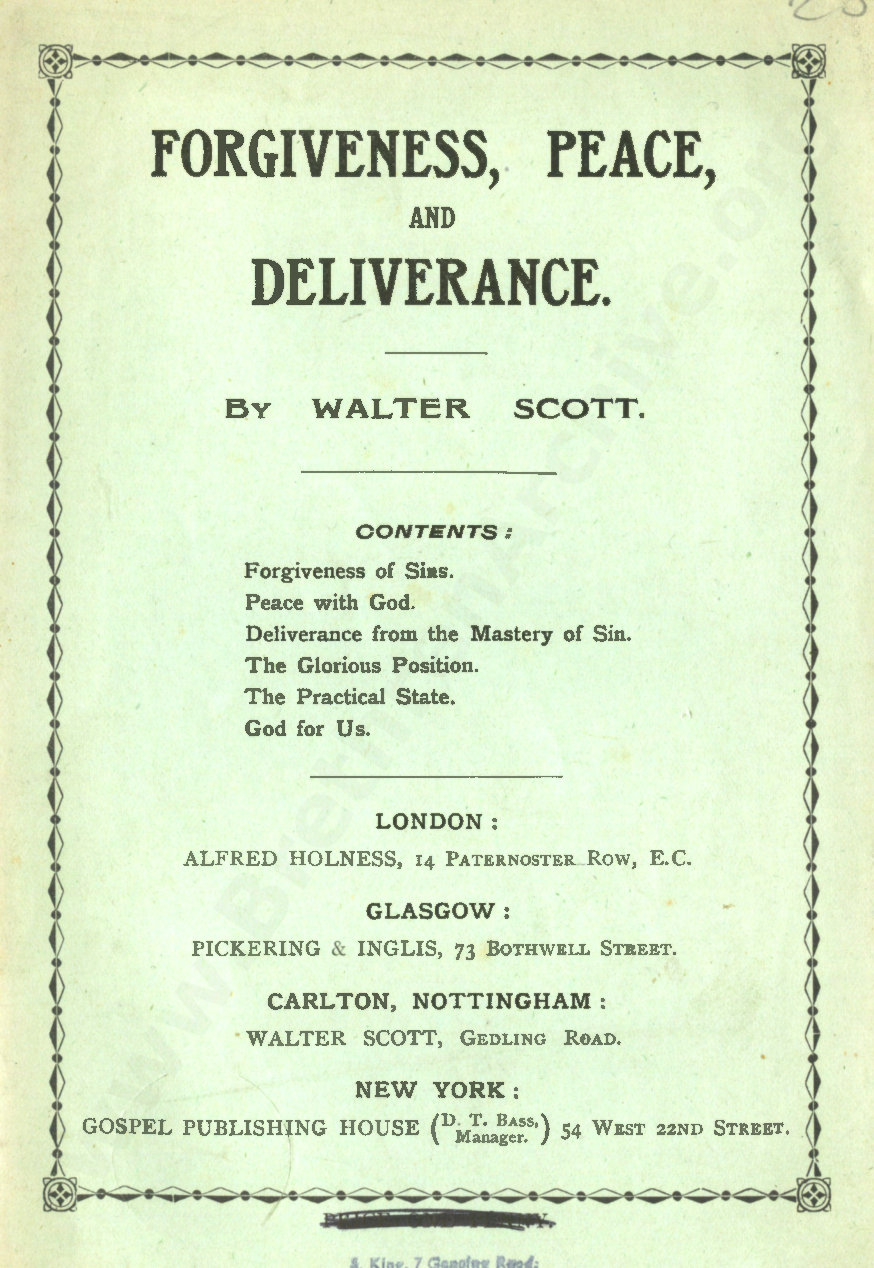 FORGIVENESS, PEACE,
AND
DELIVERANCE.
BY WALTER SCOTT.
CONTENTS:
Forgiveness of Sins.
Peace with God.
Deliverance from the Mastery of Sin.
The Glorious Position.
The Practical State.
God for Us.
LONDON:
ALFRED HOLNESS, 14 PATERNOSTER ROW, E.C.
GLASGOW:
PICKERING & INGLIS, 73 BOTHWELL STREET.
CARLTON, NOTTINGHAM:
WALTER SCOTT, GEDLING ROAD.
NEW YORK:
GOSPEL PUBLISHING HOUSE (D. T. BASS, Manager.) 54 WEST 22ND STREET.
S. King, 7 Road: